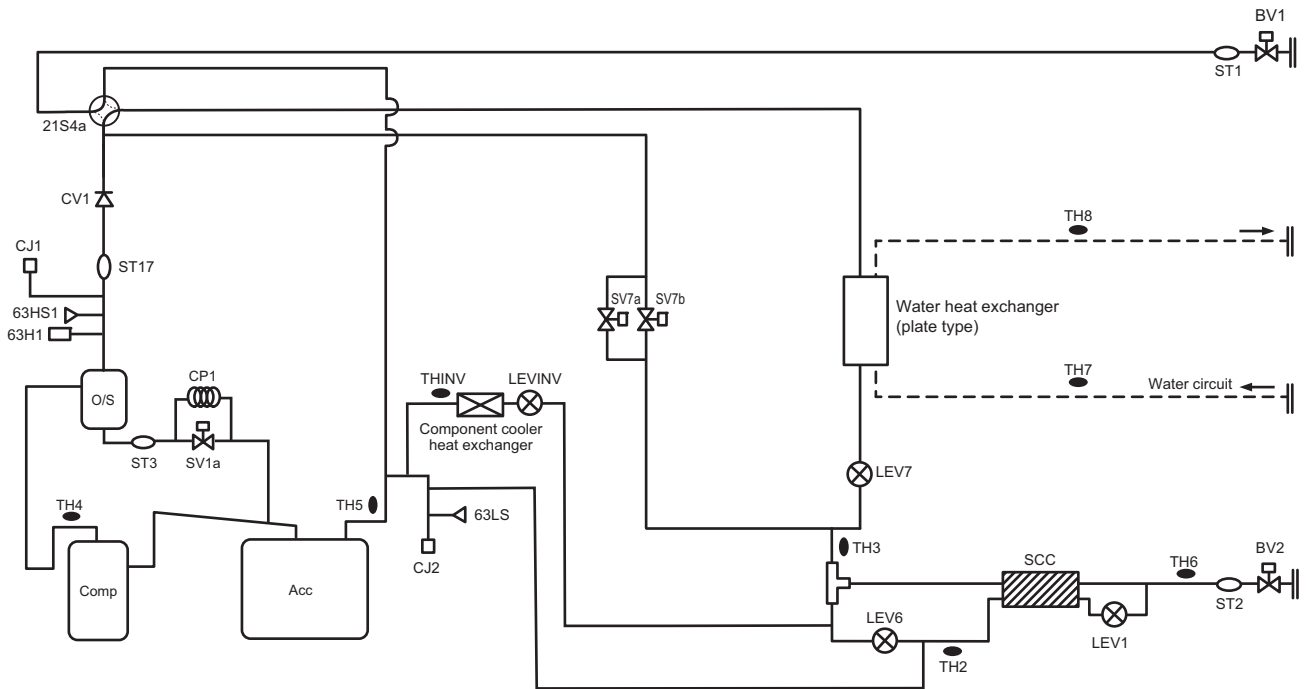 BV1
ST1
21S4a
CV1
TH8
CJ1
ST17
SV7a
SV7b
63HS1
63H1
Water heat exchanger
(plate type)
CP1
THINV
LEVINV
TH7
Water circuit
O/S
Component cooler
heat exchanger
ST3
SV1a
LEV7
TH4
TH5
63LS
TH3
SCC
TH6
BV2
CJ2
Comp
Acc
ST2
LEV6
LEV1
TH2